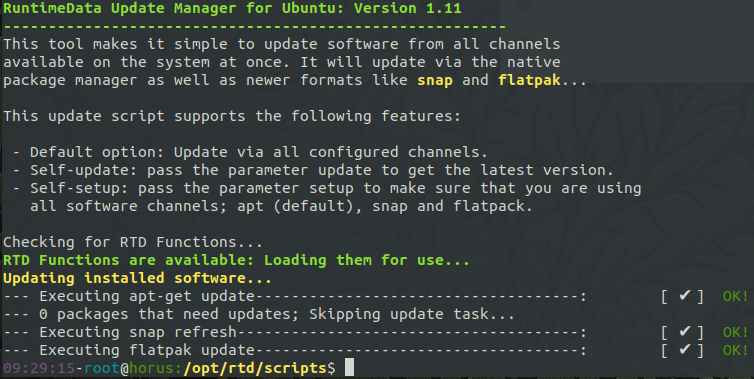 RuntimeData Update Manager for Ubuntu: Version 1.11
--------------------------------------------------------
This tool makes it simple to update software from all channels
available on the system at once. It will update via the native
package manager as well as newer formats like snap and flatpak...
This update script supports the following features:
- Default option: Update via all configured channels.
- Self-update: pass the parameter update to get the latest version.
- Self-setup: pass the parameter setup to make sure that you are using
all software channels; apt (default), snap and flatpack.
Checking for RTD Functions...
RTD Functions are available: Loading them for use...
Updating installed software...
--- Executing apt-get update------------------------------------: [ ✔ ] OK!
--- 0 packages that need updates; Skipping update task...
--- Executing snap refresh--------------------------------------: [ ✔ ] OK!
--- Executing flatpak update------------------------------------: [ ✔ ] OK!
09:29:15-root@horus:/opt/rtd/scripts$